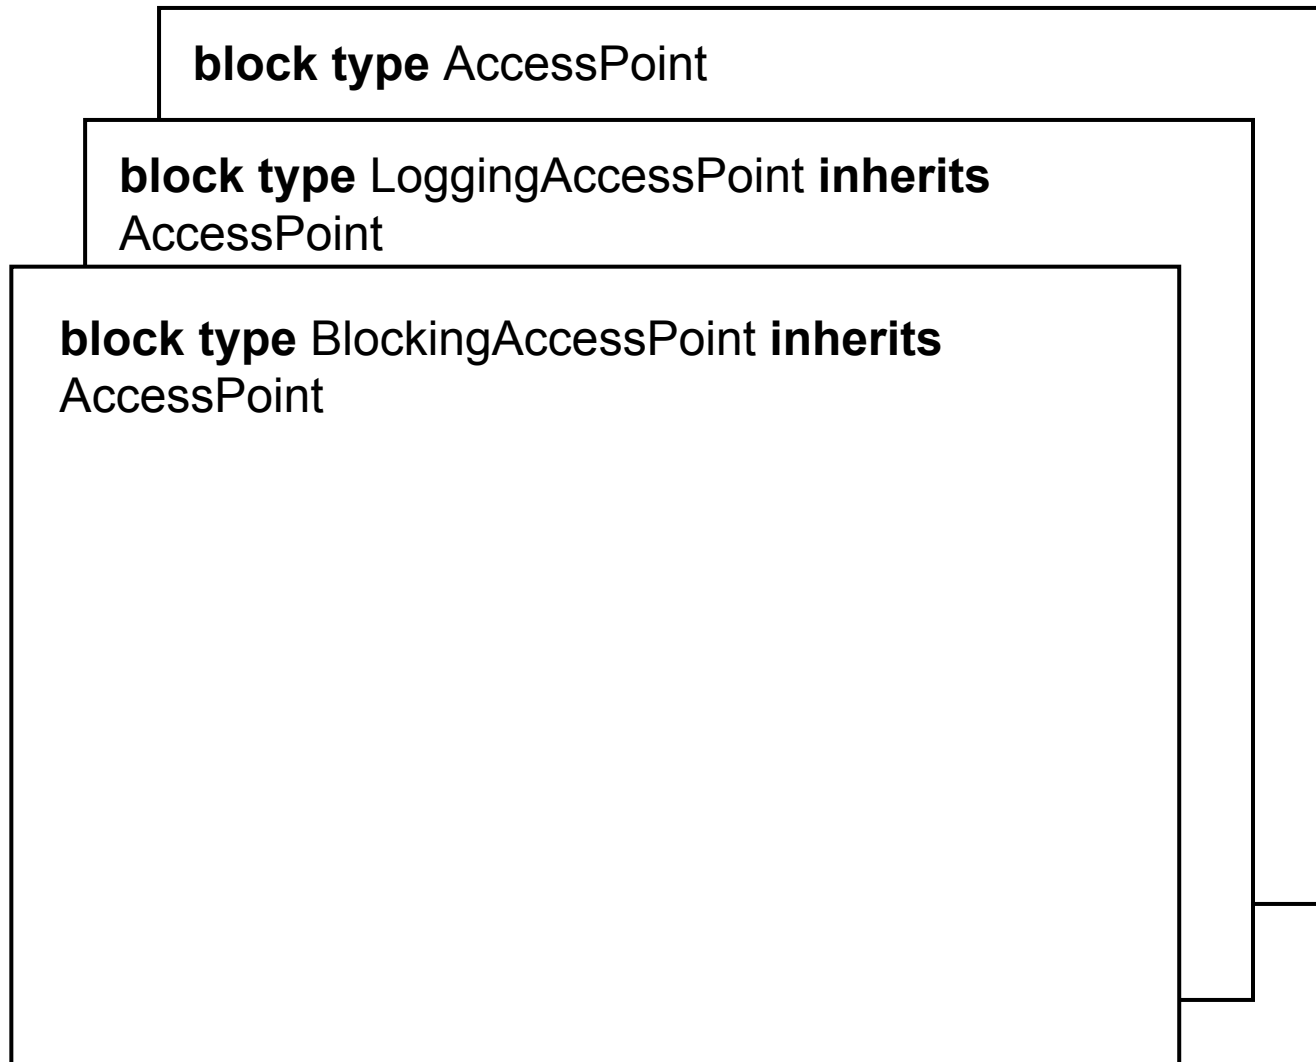 block type AccessPoint
block type LoggingAccessPoint inherits
AccessPoint
block type BlockingAccessPoint inherits
AccessPoint